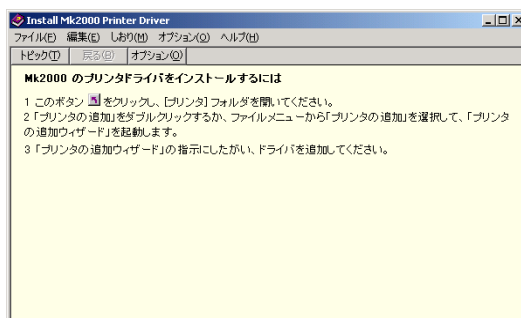 Install Mk2000 Printer Driver
ファイル(F) 編集(E) しおり(M) オプション(O) ヘルプ(H)
トピック(T) 戻る(B) オプション(O)
Mk2000 のプリンタドライバをインストールするには
1 このボタン をクリックし、[プリンタ] フォルダを開いてください。
2 「プリンタの追加」をダブルクリックするか、ファイルメニューから「プリンタの追加」を選択して、「プリンタ
の追加ウィザード」を起動します。
3 「プリンタの追加ウィザード」の指示にしたがい、ドライバを追加してください。